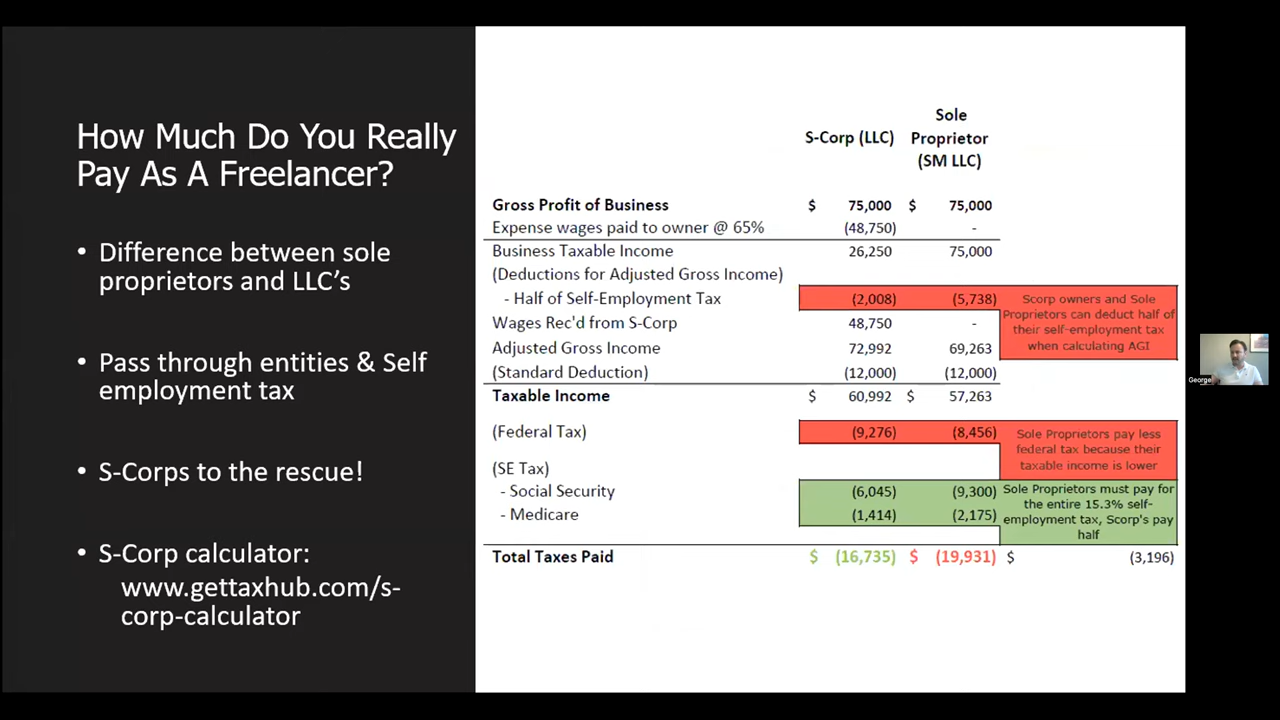 How Much Do You Really
Pay As A Freelancer?
• Difference between sole
proprietors and LLC's
• Pass through entities & Self
employment tax
• S-Corps to the rescue!
• S-Corp calculator:
www.gettaxhub.com/s-
corp-calculator
Sole
S-Corp (LLC) Proprietor
(SM LLC)
Gross Profit of Business $ 75,000 $ 75,000
Expense wages paid to owner @ 65% (48,750) -
Business Taxable Income 26,250 75,000
(Deductions for Adjusted Gross Income)
- Half of Self-Employment Tax (2,008) (5,738)
Scorp owners and Sole
Proprietors can deduct half of
their self-employment tax
when calculating AGI
Wages Rec'd from S-Corp 48,750 -
Adjusted Gross Income 72,992 69,263
(Standard Deduction) (12,000) (12,000)
Taxable Income $ 60,992 $ 57,263
(Federal Tax) (9,276) (8,456)
Sole Proprietors pay less
federal tax because their
taxable income is lower
(SE Tax)
- Social Security (6,045) (9,300)
- Medicare (1,414) (2,175)
Sole Proprietors must pay for
the entire 15.3% self-
employment tax, Scorp's pay
half
Total Taxes Paid $ (16,735) $ (19,931) $ (3,196)
George